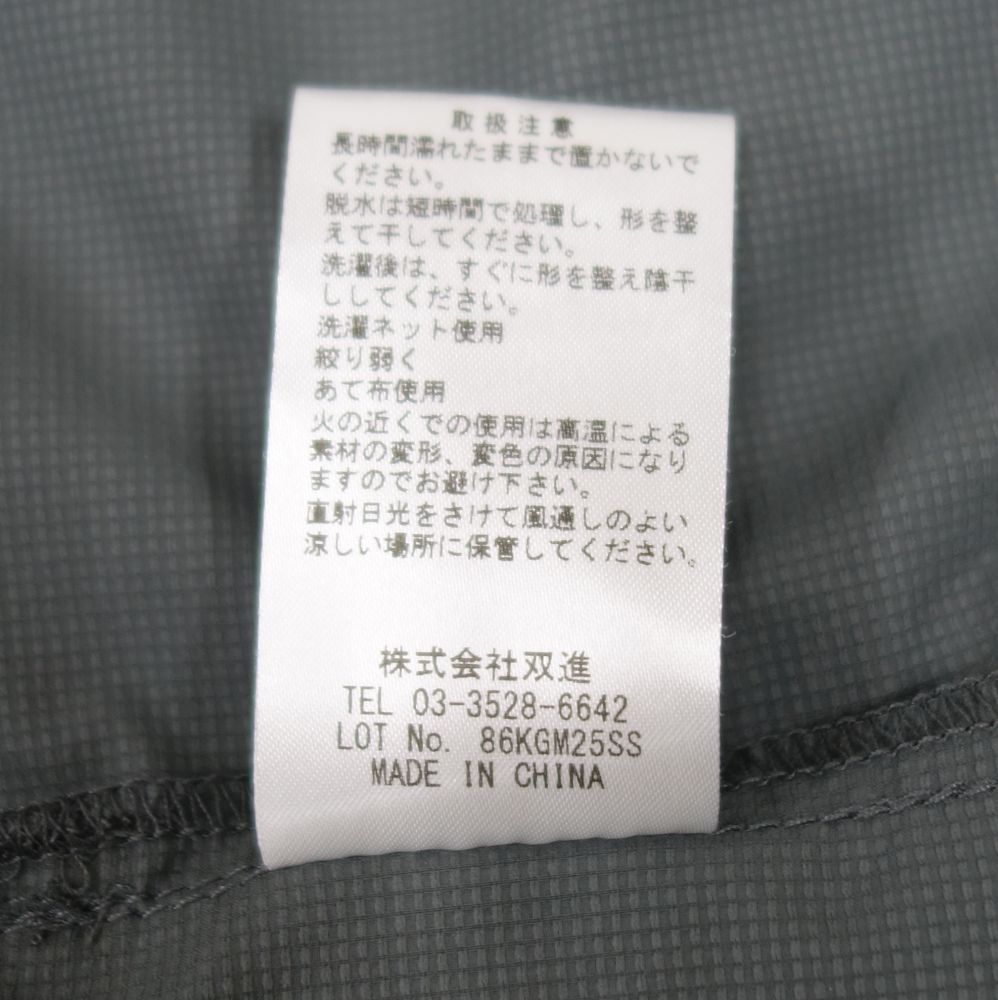 取扱注意
長時間濡れたままで置かないで
ください。
脱水は短時間で処理し、形を整
えて干してください。
洗濯後は、すぐに形を整え陰干
ししてください。
洗濯ネット使用
絞り弱く
あて布使用
火の近くでの使用は高温による
素材の変形、変色の原因になり
ますのでお避け下さい。
直射日光をさけて風通しのよい
涼しい場所に保管してください。
株式会社双進
TEL 03-3528-6642
LOT No. 86KGM25SS
MADE IN CHINA